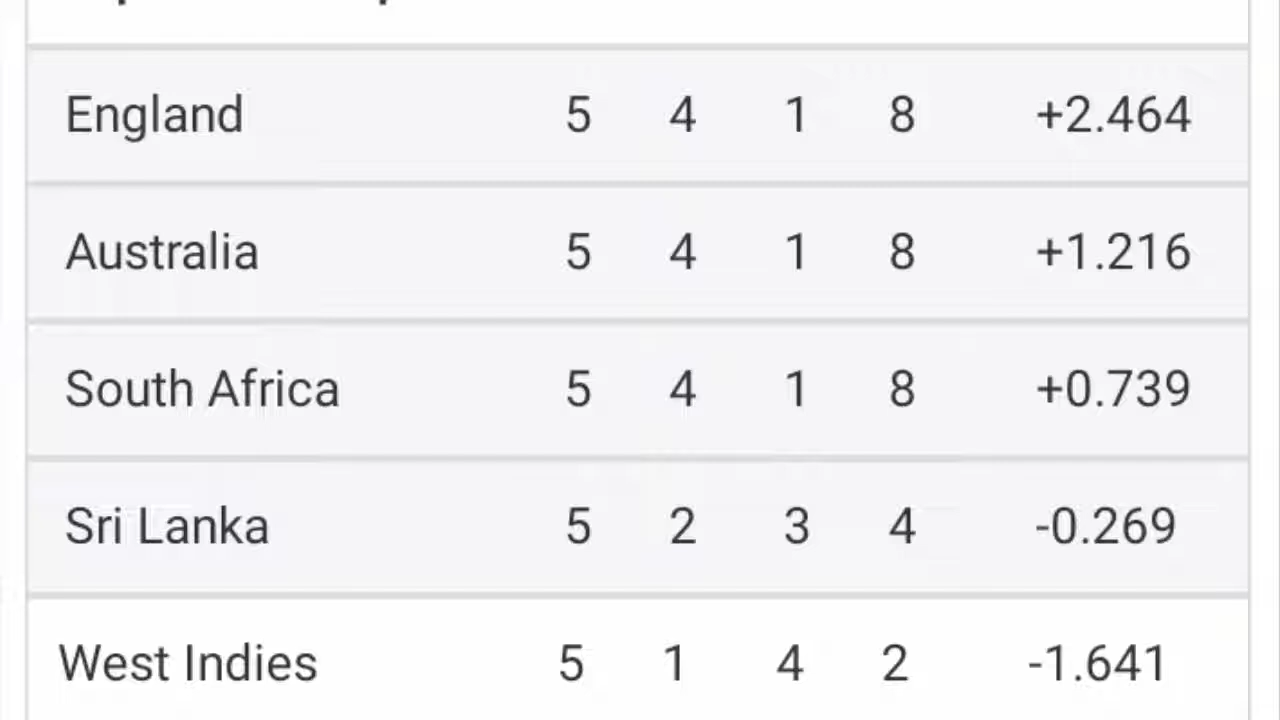 England 5 4 1 8 +2.464
Australia 5 4 1 8 +1.216
South Africa 5 4 1 8 +0.739
Sri Lanka 5 2 3 4 -0.269
West Indies 5 1 4 2 -1.641